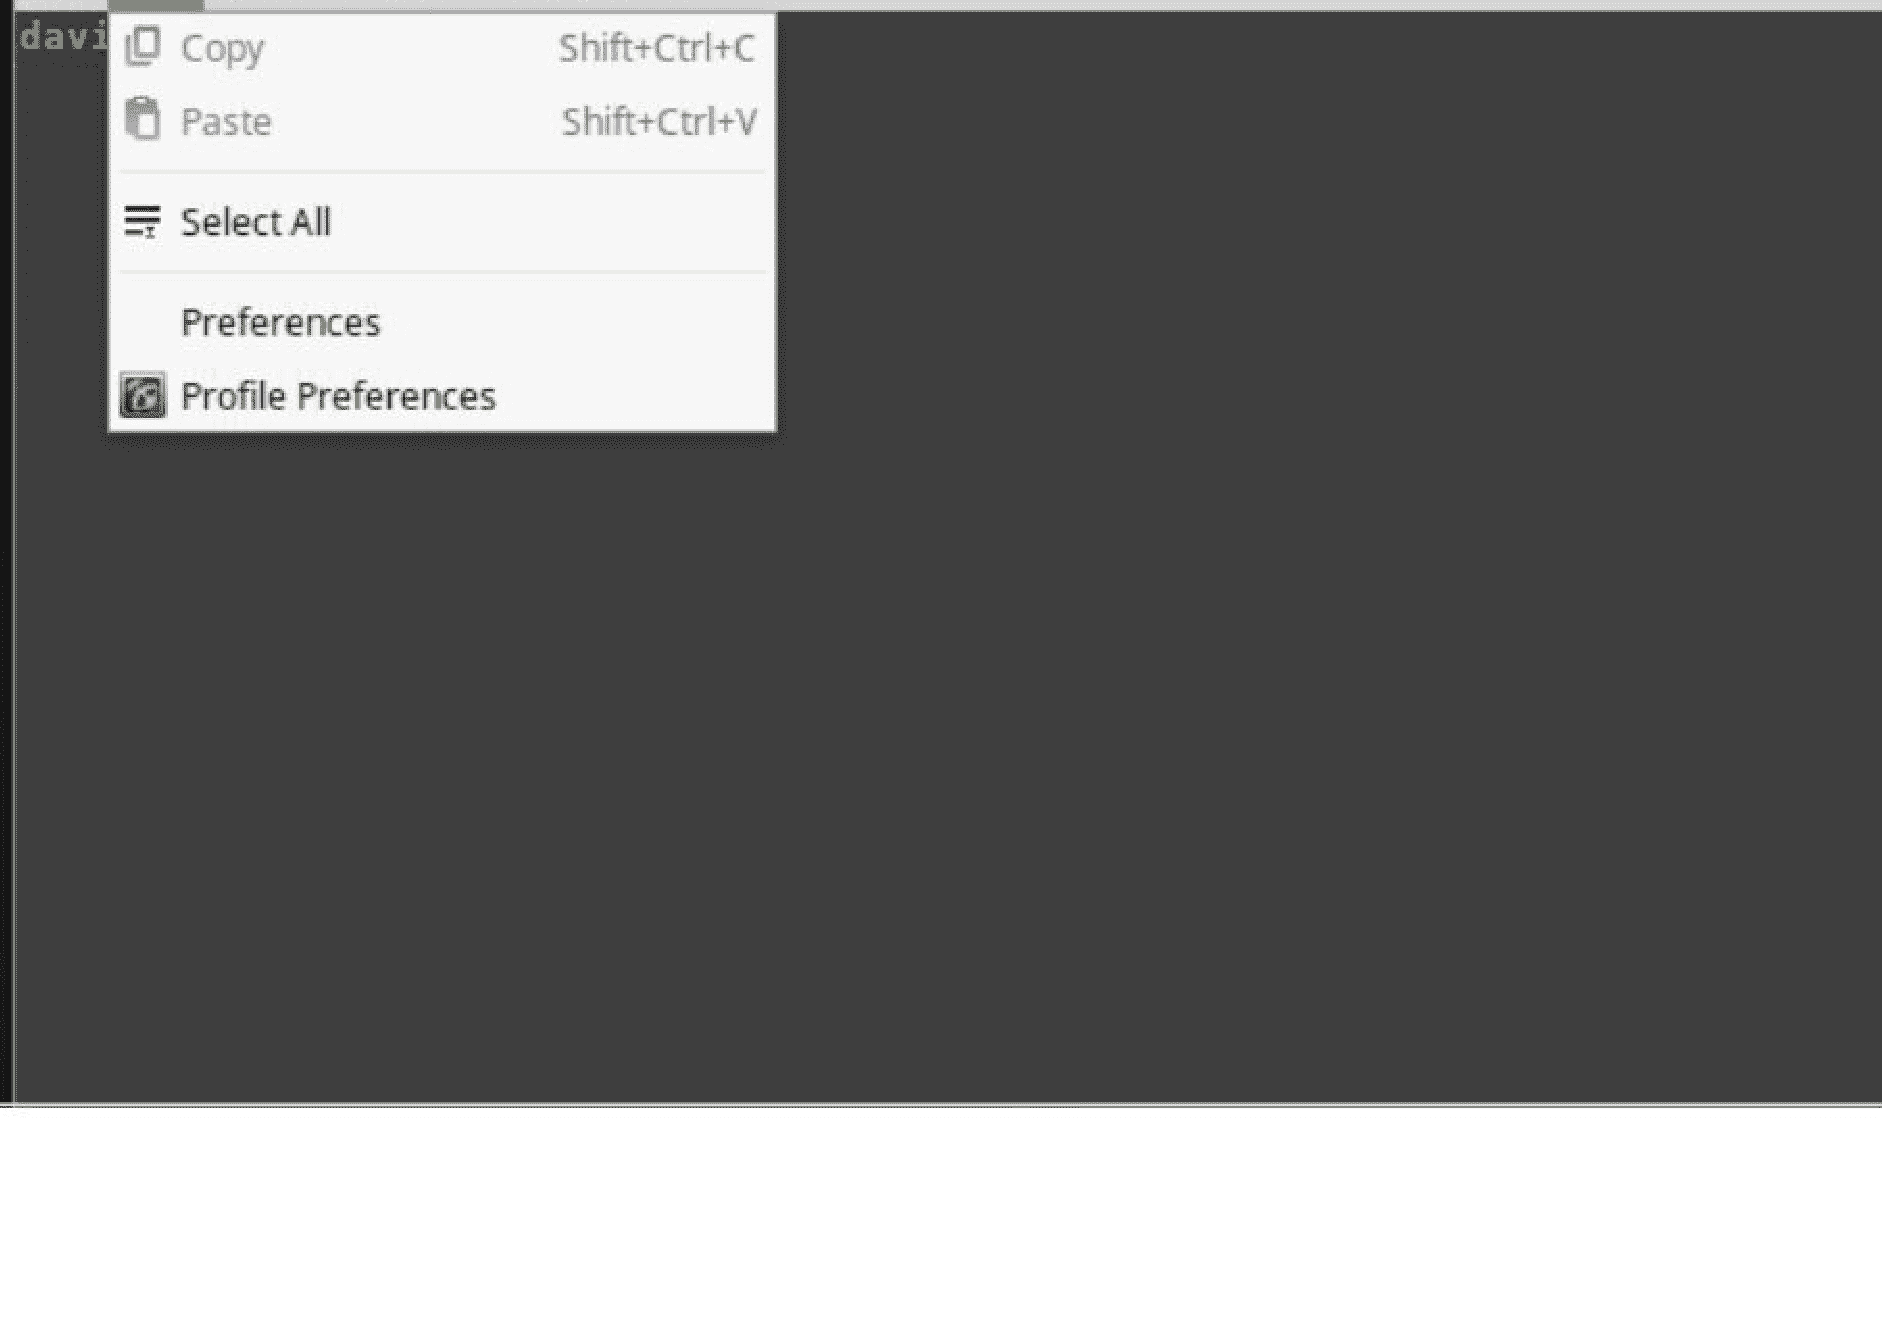 davi
Copy Shift+Ctrl+C
Paste Shift+Ctrl+V
Select All
Preferences
Profile Preferences